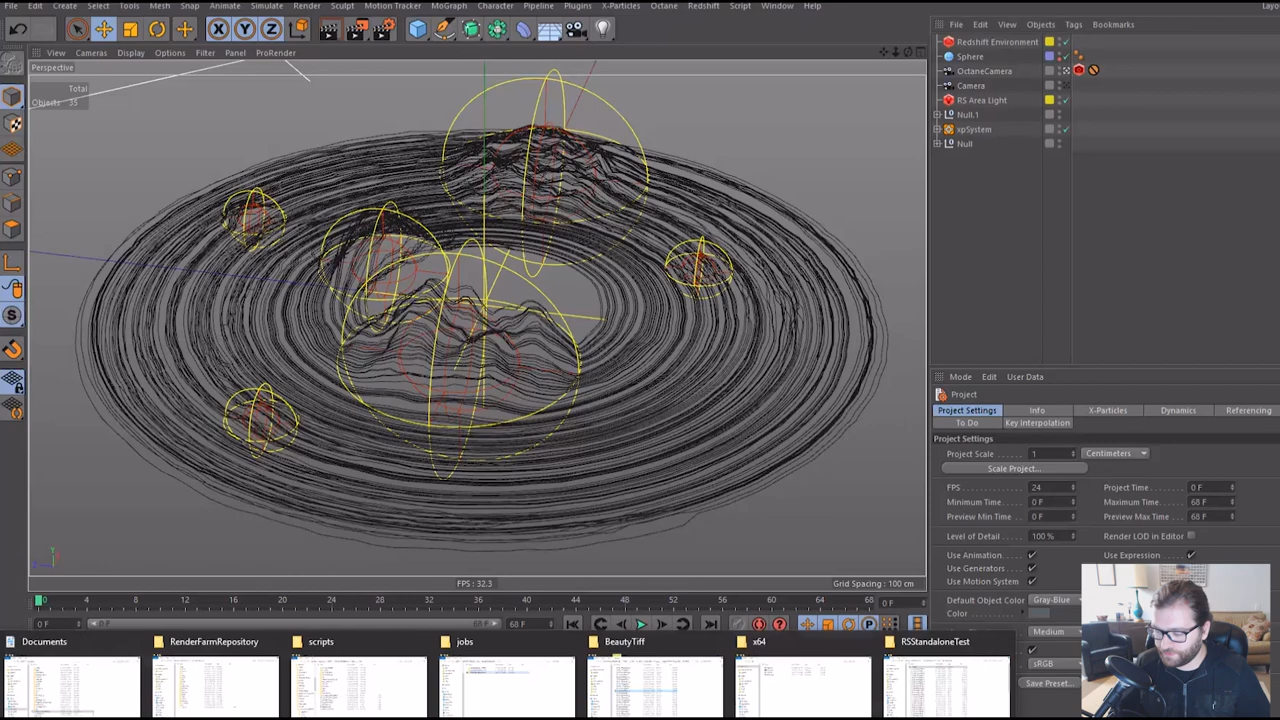 File Edit Create Select Tools Mesh Snap Animate Simulate Render Sculpt Motion Tracker MoGraph Character Pipeline Plugins X-Particles Octane Redshift Script Window Help
Layo
X Y Z
View Cameras Display Options Filter Panel ProRender
Perspective
Total
Objects 35
FPS : 32.3
Grid Spacing : 100 cm
0 4 8 12 16 20 24 28 32 36 40 44 48 52 56 60 64 68 0 F
0 F 0 F 68 F 68 F
File Edit View Objects Tags Bookmarks
Redshift Environment
Sphere
OctaneCamera
Camera
RS Area Light
Null.1
xpSystem
Null
Mode Edit User Data
Project
Project Settings Info X-Particles Dynamics Referencing
To Do Key Interpolation
Project Settings
Project Scale 1 Centimeters
Scale Project...
FPS 24 Project Time 0 F
Minimum Time 0 F Maximum Time 68 F
Preview Min Time 0 F Preview Max Time 68 F
Level of Detail 100 % Render LOD in Editor
Use Animation Use Expression
Use Generators
Use Motion System
Default Object Color Gray-Blue
Color
Medium
sRGB
Save Preset...
Documents RenderFarmRepository scripts jobs BeautyTiff x64 RSStandaloneTest